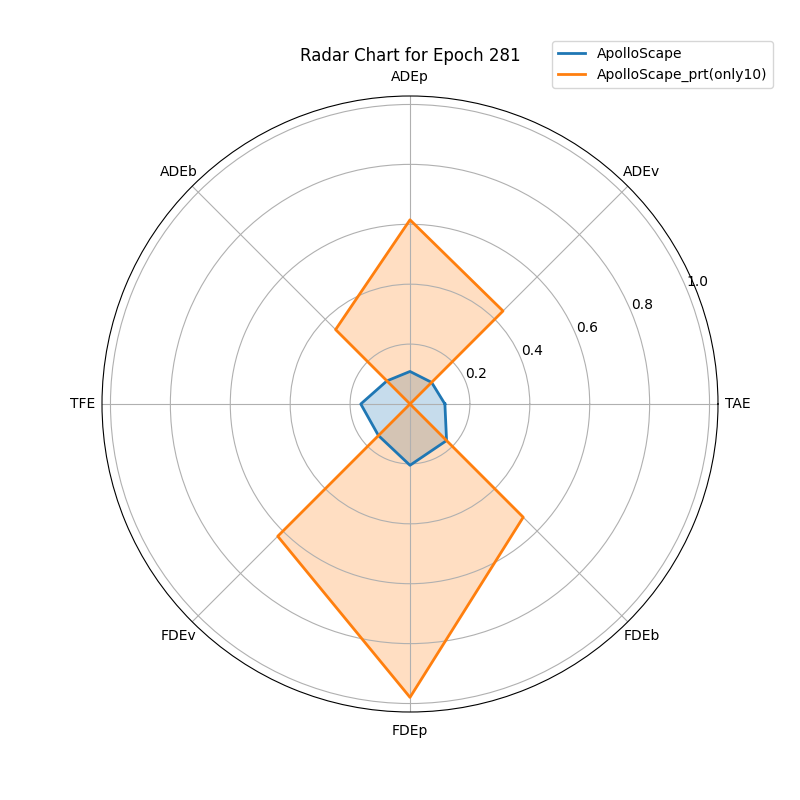 Radar Chart for Epoch 281
ApolloScape
ApolloScape_prt(only10)
ADEp
ADEb
ADEv
1.0
0.8
0.6
0.4
0.2
TFE
TAE
FDEv
FDEb
FDEp